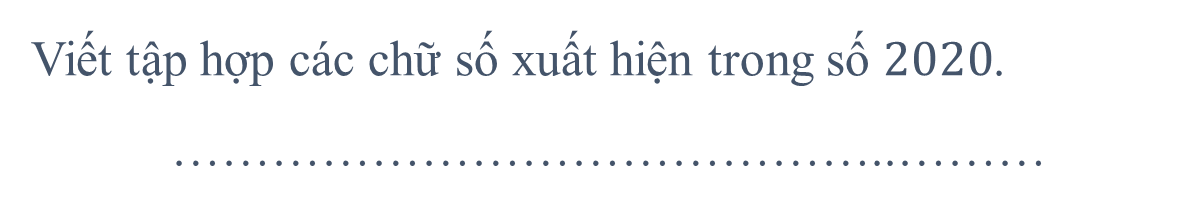 Viết tập hợp các chữ số xuất hiện trong số 2020.
……………………………………..………